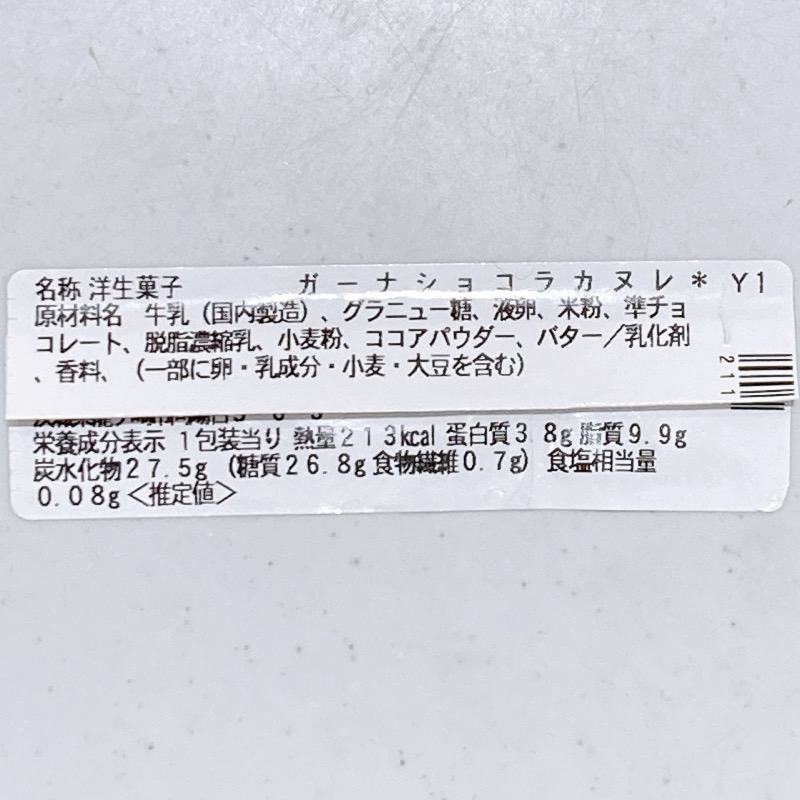 名称 洋生菓子 ガーナショコラカヌレ＊ Y1
原材料名 牛乳（国内製造）、グラニュー糖、液卵、米粉、準チョ
コレート、脱脂濃縮乳、小麦粉、ココアパウダー、バター／乳化剤
、香料、（一部に卵・乳成分・小麦・大豆を含む）
211
栄養成分表示 1包装当り 熱量213kcal 蛋白質3.8g 脂質9.9g
炭水化物27.5g（糖質26.8g 食物繊維0.7g） 食塩相当量
0.08g＜推定値＞